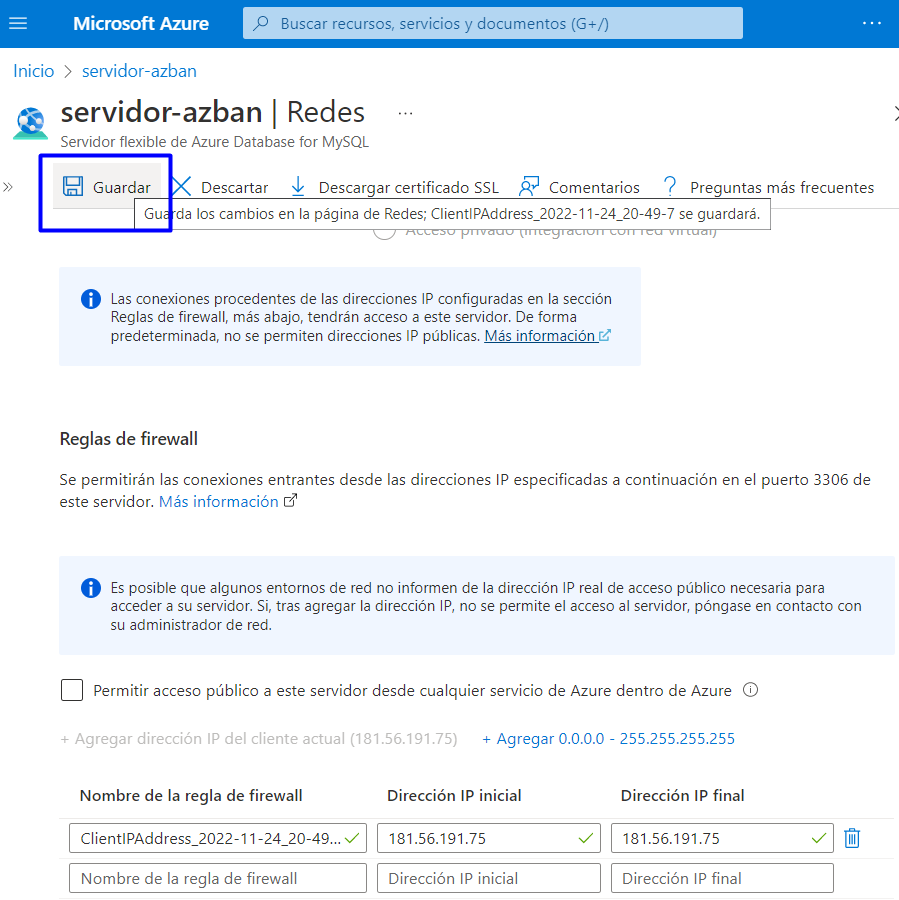 Microsoft Azure
Buscar recursos, servicios y documentos (G+/)
...
Inicio > servidor-azban
servidor-azban | Redes ...
Servidor flexible de Azure Database for MySQL
» Guardar Descartar Descargar certificado SSL Comentarios ? Preguntas más frecuentes
Guarda los cambios en la página de Redes; ClientIPAddress_2022-11-24_20-49-7 se guardará.
Acceso privado (integración con red virtual)
Las conexiones procedentes de las direcciones IP configuradas en la sección
Reglas de firewall, más abajo, tendrán acceso a este servidor. De forma
predeterminada, no se permiten direcciones IP públicas. Más información
Reglas de firewall
Se permitirán las conexiones entrantes desde las direcciones IP especificadas a continuación en el puerto 3306 de
este servidor. Más información
Es posible que algunos entornos de red no informen de la dirección IP real de acceso público necesaria para
acceder a su servidor. Si, tras agregar la dirección IP, no se permite el acceso al servidor, póngase en contacto con
su administrador de red.
Permitir acceso público a este servidor desde cualquier servicio de Azure dentro de Azure
+ Agregar dirección IP del cliente actual (181.56.191.75) + Agregar 0.0.0.0 - 255.255.255.255
Nombre de la regla de firewall Dirección IP inicial Dirección IP final
ClientIPAddress_2022-11-24_20-49... 181.56.191.75 181.56.191.75
Nombre de la regla de firewall Dirección IP inicial Dirección IP final